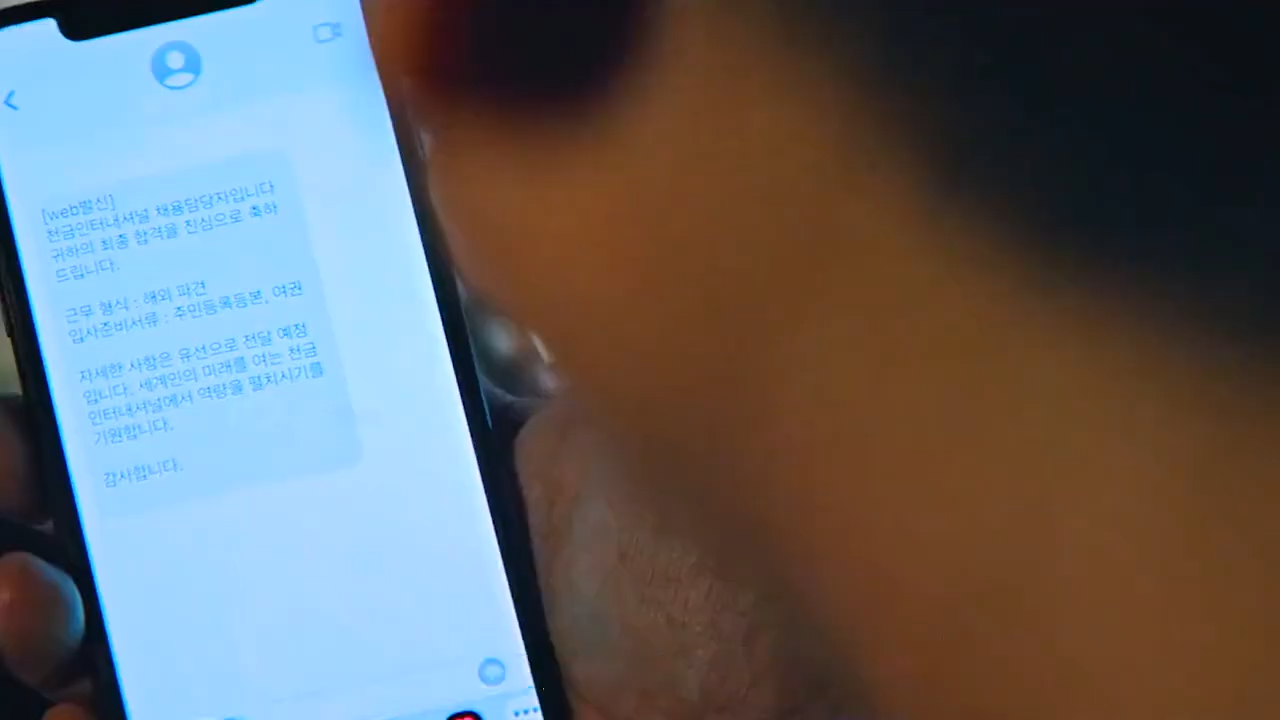 [web발신]
천금인터내셔널 채용담당자입니다
귀하의 최종 합격을 진심으로 축하
드립니다.
근무 형식 : 해외 파견
입사준비서류 : 주민등록등본, 여권
자세한 사항은 유선으로 전달 예정
입니다. 세계인의 미래를 여는 천금
인터내셔널에서 역량을 펼치시기를
기원합니다.
감사합니다.